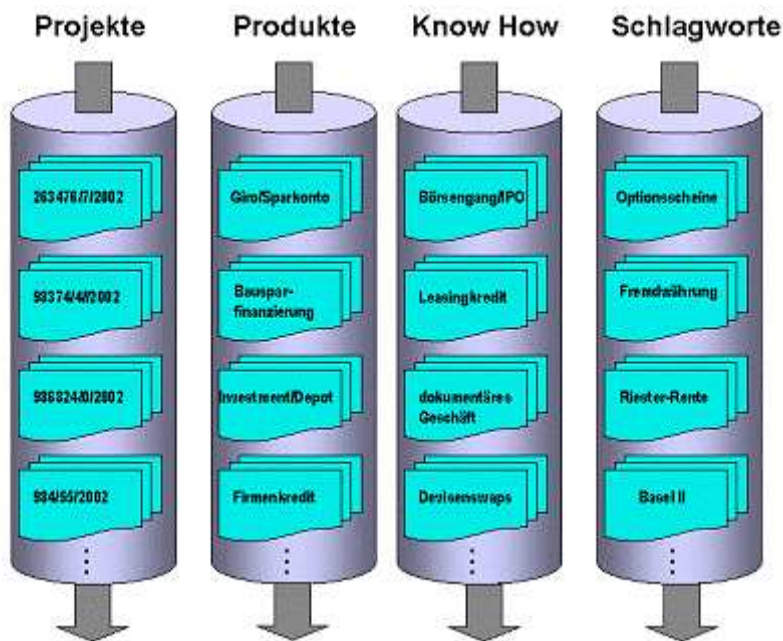 Projekte
263476/7/2002
93374/4//2002
936824/0/2002
984/55/2002
Produkte
Giro/Sparkonto
Bauspar-
finanzierung
Investment/Depot
Firmenkredit
Know How
Börsengang/IPO
Leasingkredit
dokumentäres
Geschäft
Devisenswaps
Schlagworte
Optionsscheine
Fremdwährung
Riester-Rente
Basel II